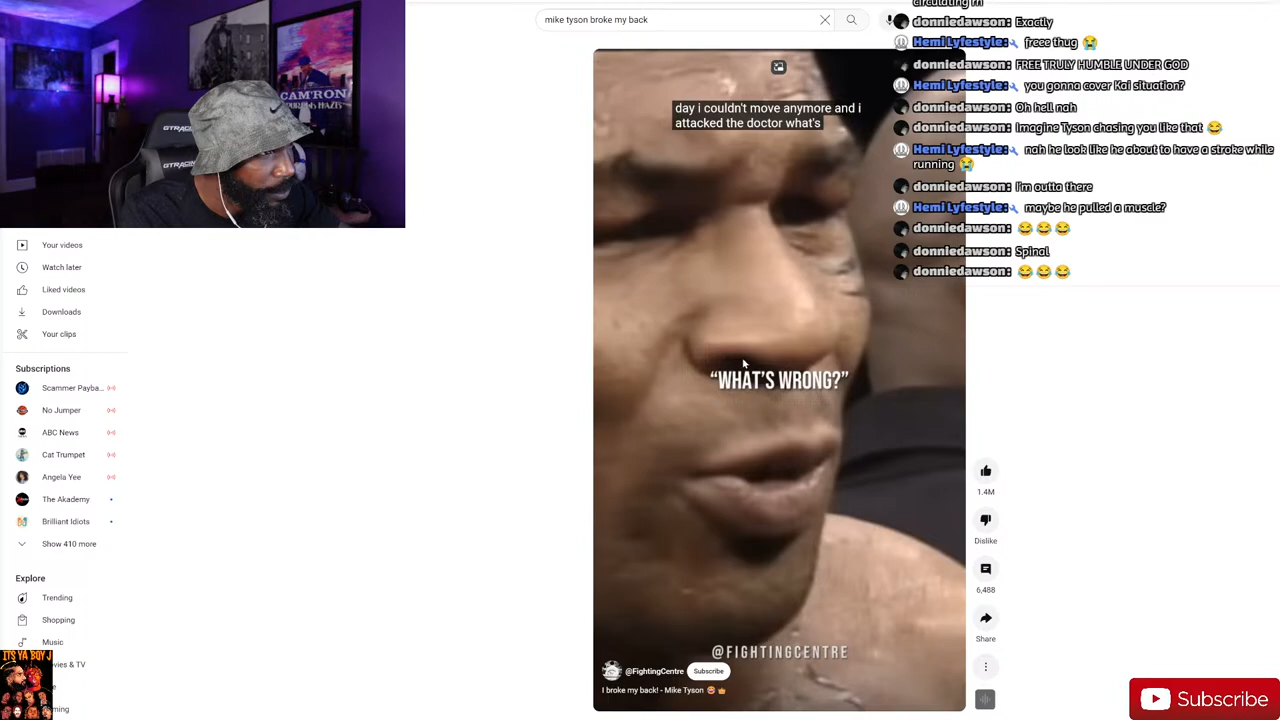 mike tyson broke my back
circulating rn
donniedawson: Exactly
Hemi Lyfestyle: freee thug 😭
donniedawson: FREE TRULY HUMBLE UNDER GOD
Hemi Lyfestyle: you gonna cover Kai situation?
donniedawson: Oh hell nah
donniedawson: Imagine Tyson chasing you like that 😂
Hemi Lyfestyle: nah he look like he about to have a stroke while
running 😭
donniedawson: I'm outta there
Hemi Lyfestyle: maybe he pulled a muscle?
donniedawson: 😂 😂 😂
donniedawson: Spinal
donniedawson: 😂 😂 😂
CAM'RON
GTRACING
day i couldn't move anymore and i
attacked the doctor what's
"WHAT'S WRONG?"
@FIGHTINGCENTRE
@FightingCentre Subscribe
I broke my back! - Mike Tyson
1.4M
Dislike
6,488
Share
Your videos
Watch later
Liked videos
Downloads
Your clips
Subscriptions
Scammer Payba...
No Jumper
ABC News
Cat Trumpet
Angela Yee
The Akademy
Brilliant Idiots
Show 410 more
Explore
Trending
Shopping
Music
ITS YA BOY J
Subscribe